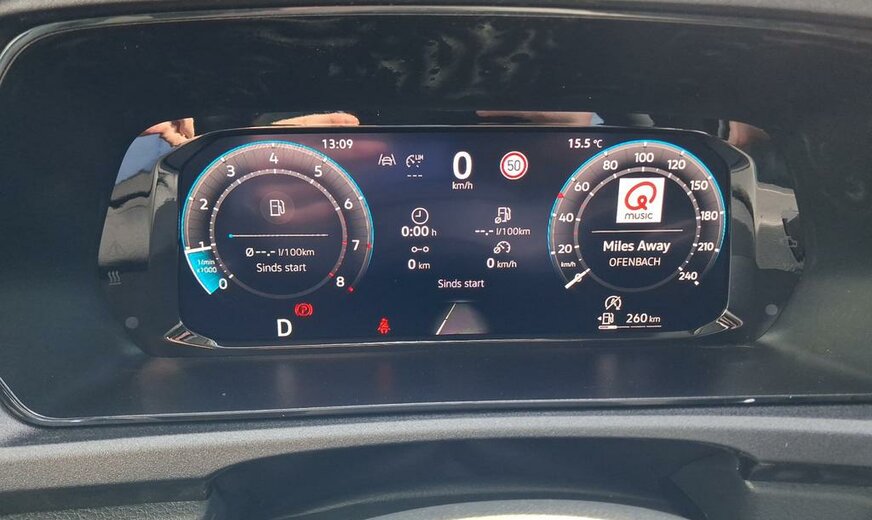 13:09
15.5 °C
4
3
5
2
6
1
7
0
8
1/min
x1000
Ø --,- l/100km
Sinds start
LIM
---
0
km/h
50
0:00 h
--,- l/100km
0 km
0 km/h
Sinds start
100
80
120
60
150
40
180
20
210
km/h
0
240
Q
MUSIC
Miles Away
OFENBACH
D
P
260 km